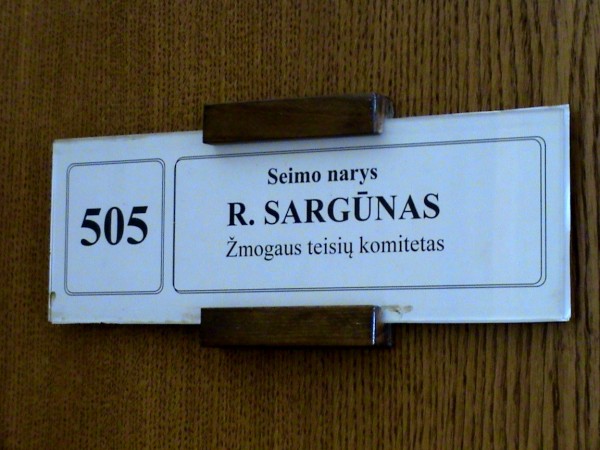 505
Seimo narys
R. SARGŪNAS
Žmogaus teisių komitetas